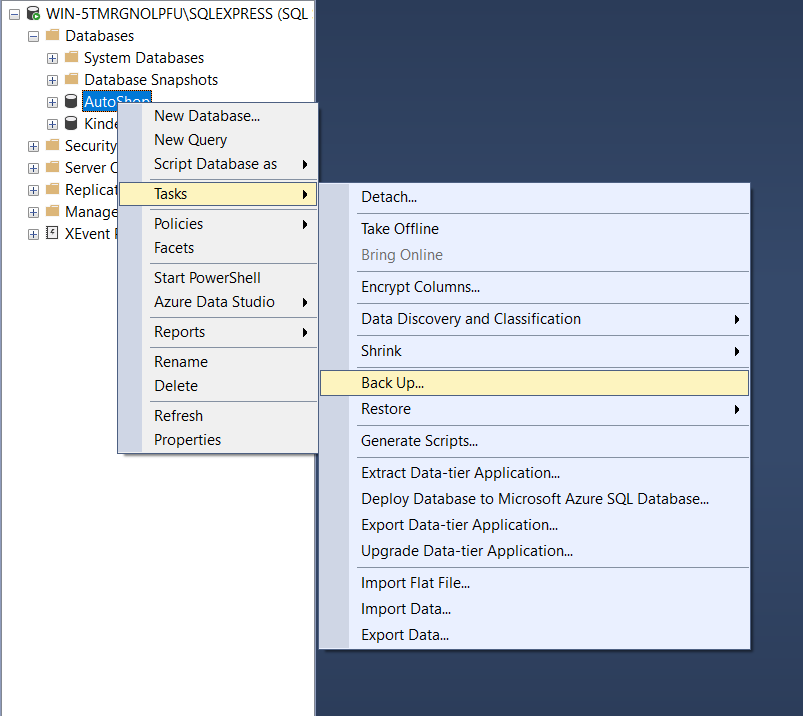 WIN-5TMRGNOLPFU\SQLEXPRESS (SQL
Databases
System Databases
Database Snapshots
AutoShop
Kinde
Security
Server O
Replicat
Manage
XEvent P
New Database...
New Query
Script Database as
Tasks
Policies
Facets
Start PowerShell
Azure Data Studio
Reports
Rename
Delete
Refresh
Properties
Detach...
Take Offline
Bring Online
Encrypt Columns...
Data Discovery and Classification
Shrink
Back Up...
Restore
Generate Scripts...
Extract Data-tier Application...
Deploy Database to Microsoft Azure SQL Database...
Export Data-tier Application...
Upgrade Data-tier Application...
Import Flat File...
Import Data...
Export Data...